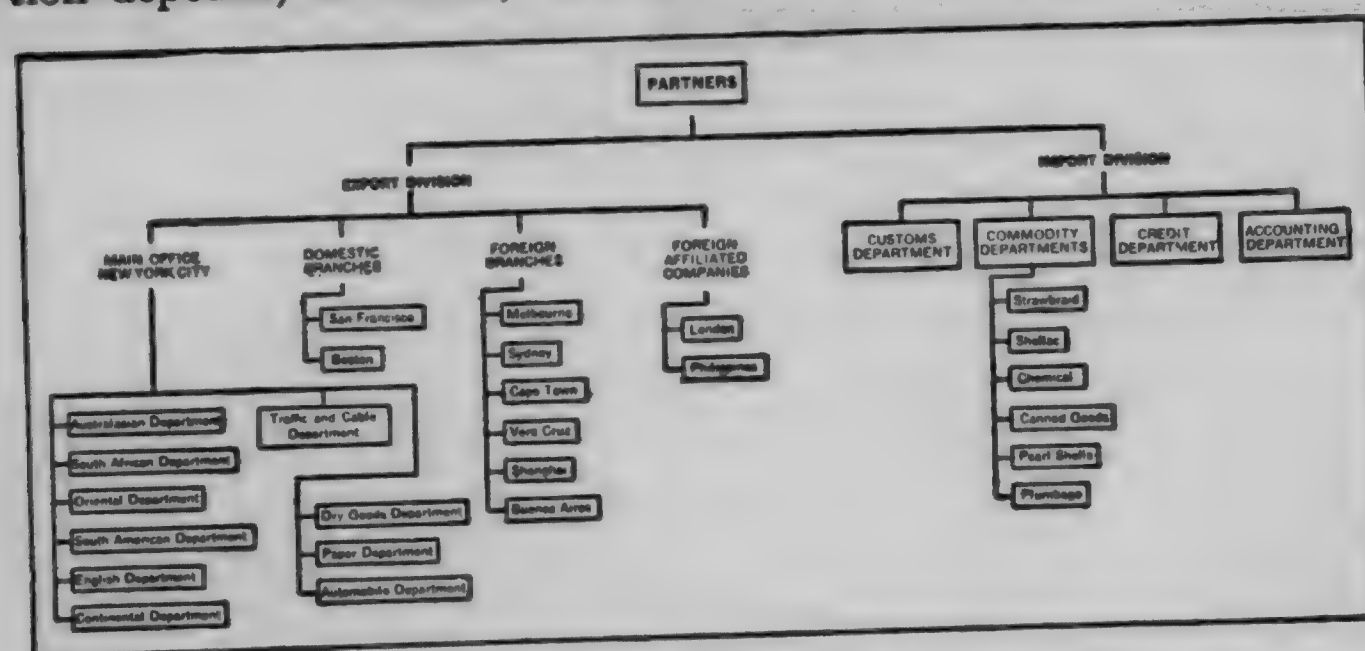 PARTNERS
EXPORT DIVISION
IMPORT DIVISION
MAIN OFFICE
NEW YORK CITY
DOMESTIC
BRANCHES
FOREIGN
BRANCHES
FOREIGN
AFFILIATED
COMPANIES
CUSTOMS
DEPARTMENT
COMMODITY
DEPARTMENTS
CREDIT
DEPARTMENT
ACCOUNTING
DEPARTMENT
San Francisco
Boston
Melbourne
Sydney
Cape Town
Vera Cruz
Shanghai
Buenos Aires
London
Philippines
Strawbraid
Shellac
Chemical
Canned Goods
Pearl Shells
Plumbago
Australasian Department
South African Department
Oriental Department
South American Department
English Department
Continental Department
Traffic and Cable
Department
Dry Goods Department
Paper Department
Automobile Department